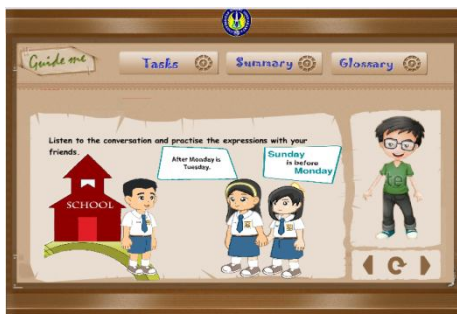 Guide me
Tasks
Summary
Glossary
Listen to the conversation and practise the expressions with your
friends.
After Monday is
Tuesday.
Sunday
is before
Monday
SCHOOL